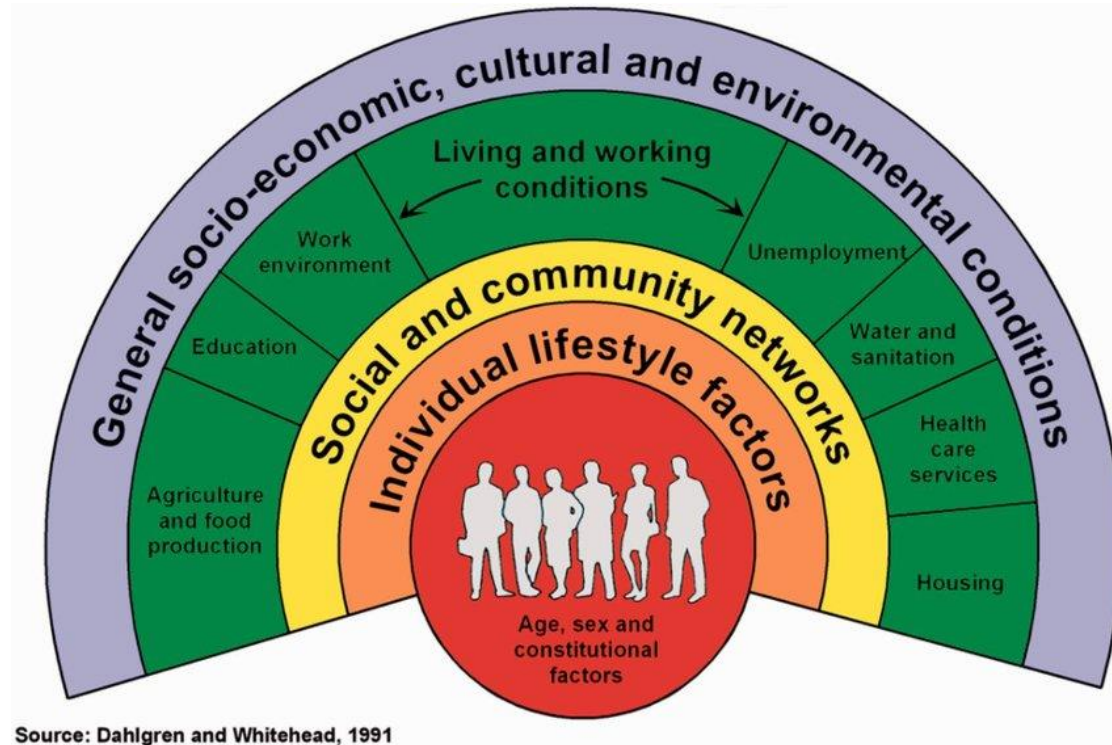 General socio-economic, cultural and environmental conditions
Living and working
conditions
Work
environment
Unemployment
Education
Water and
sanitation
Agriculture
and food
production
Health
care
services
Housing
Social and community networks
Individual lifestyle factors
Age, sex and
constitutional
factors
Source: Dahlgren and Whitehead, 1991